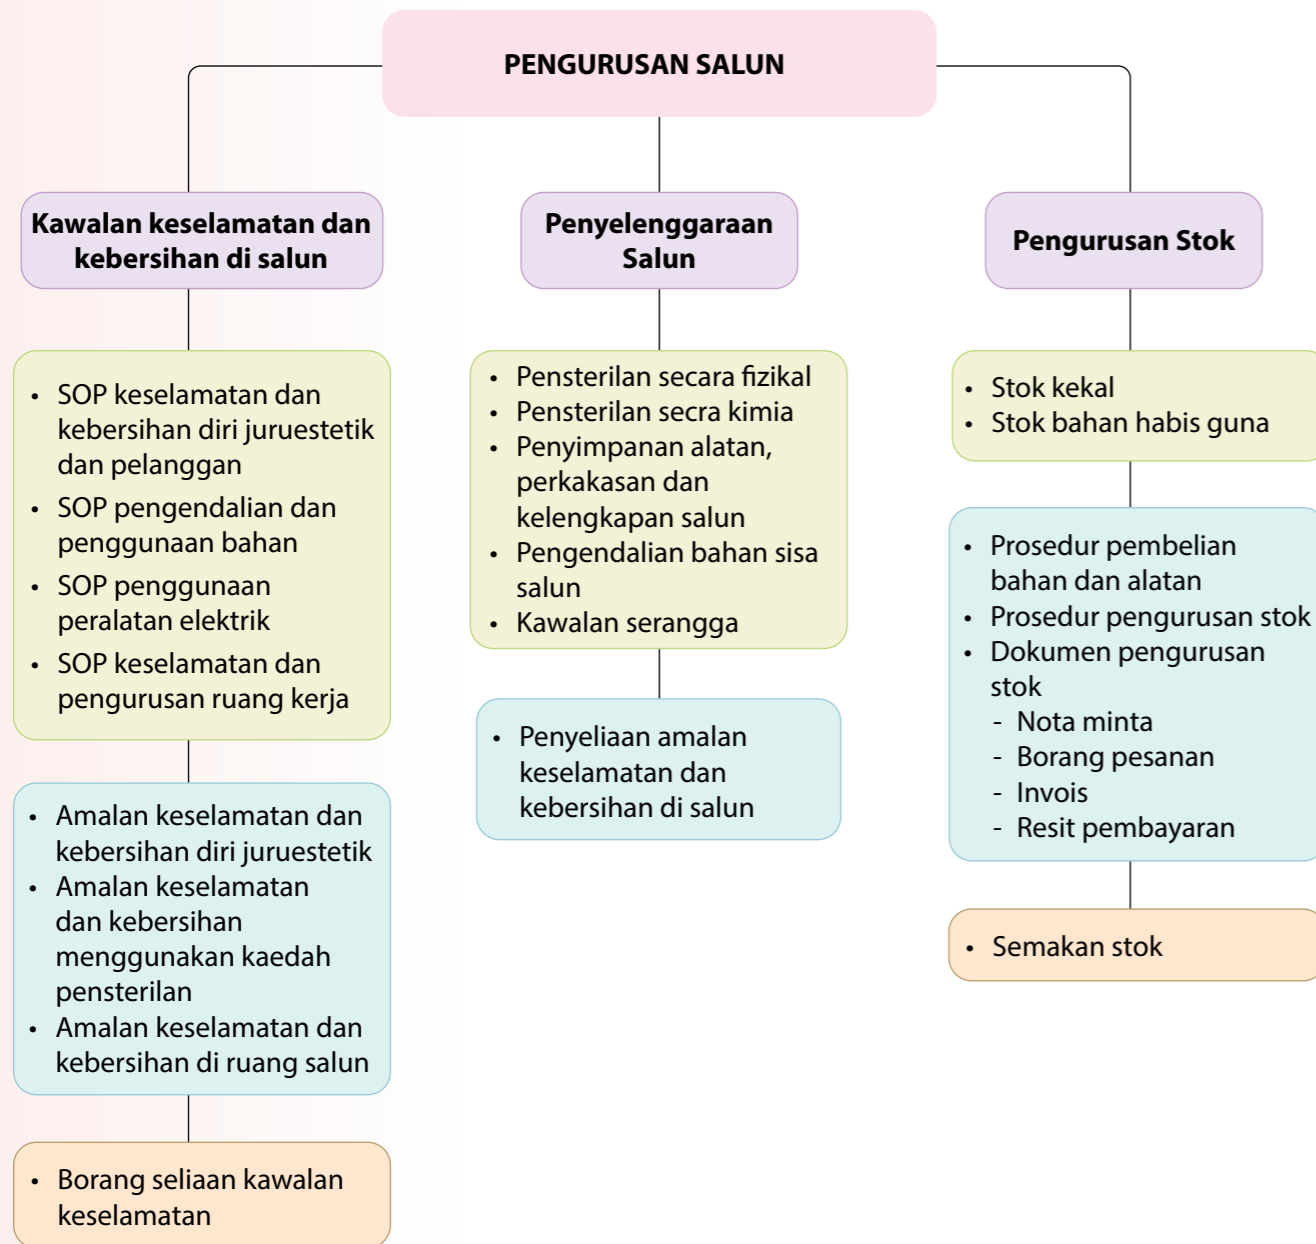 PENGURUSAN SALUN
Kawalan keselamatan dan
kebersihan di salun
• SOP keselamatan dan
kebersihan diri juruestetik
dan pelanggan
• SOP pengendalian dan
penggunaan bahan
• SOP penggunaan
peralatan elektrik
• SOP keselamatan dan
pengurusan ruang kerja
• Amalan keselamatan dan
kebersihan diri juruestetik
• Amalan keselamatan
dan kebersihan
menggunakan kaedah
pensterilan
• Amalan keselamatan dan
kebersihan di ruang salun
• Borang seliaan kawalan
keselamatan
Penyelenggaraan
Salun
• Pensterilan secara fizikal
• Pensterilan secra kimia
• Penyimpanan alatan,
perkakasan dan
kelengkapan salun
• Pengendalian bahan sisa
salun
• Kawalan serangga
• Penyeliaan amalan
keselamatan dan
kebersihan di salun
Pengurusan Stok
• Stok kekal
• Stok bahan habis guna
• Prosedur pembelian
bahan dan alatan
• Prosedur pengurusan stok
• Dokumen pengurusan
stok
- Nota minta
- Borang pesanan
- Invois
- Resit pembayaran
• Semakan stok